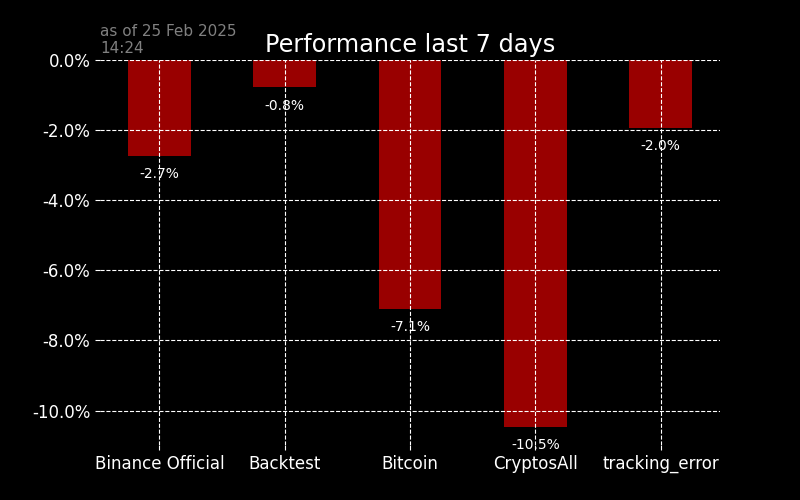 as of 25 Feb 2025
14:24
Performance last 7 days
0.0%
-2.0%
-4.0%
-6.0%
-8.0%
-10.0%
-2.7%
-0.8%
-7.1%
-10.5%
-2.0%
Binance Official
Backtest
Bitcoin
CryptosAll
tracking_error